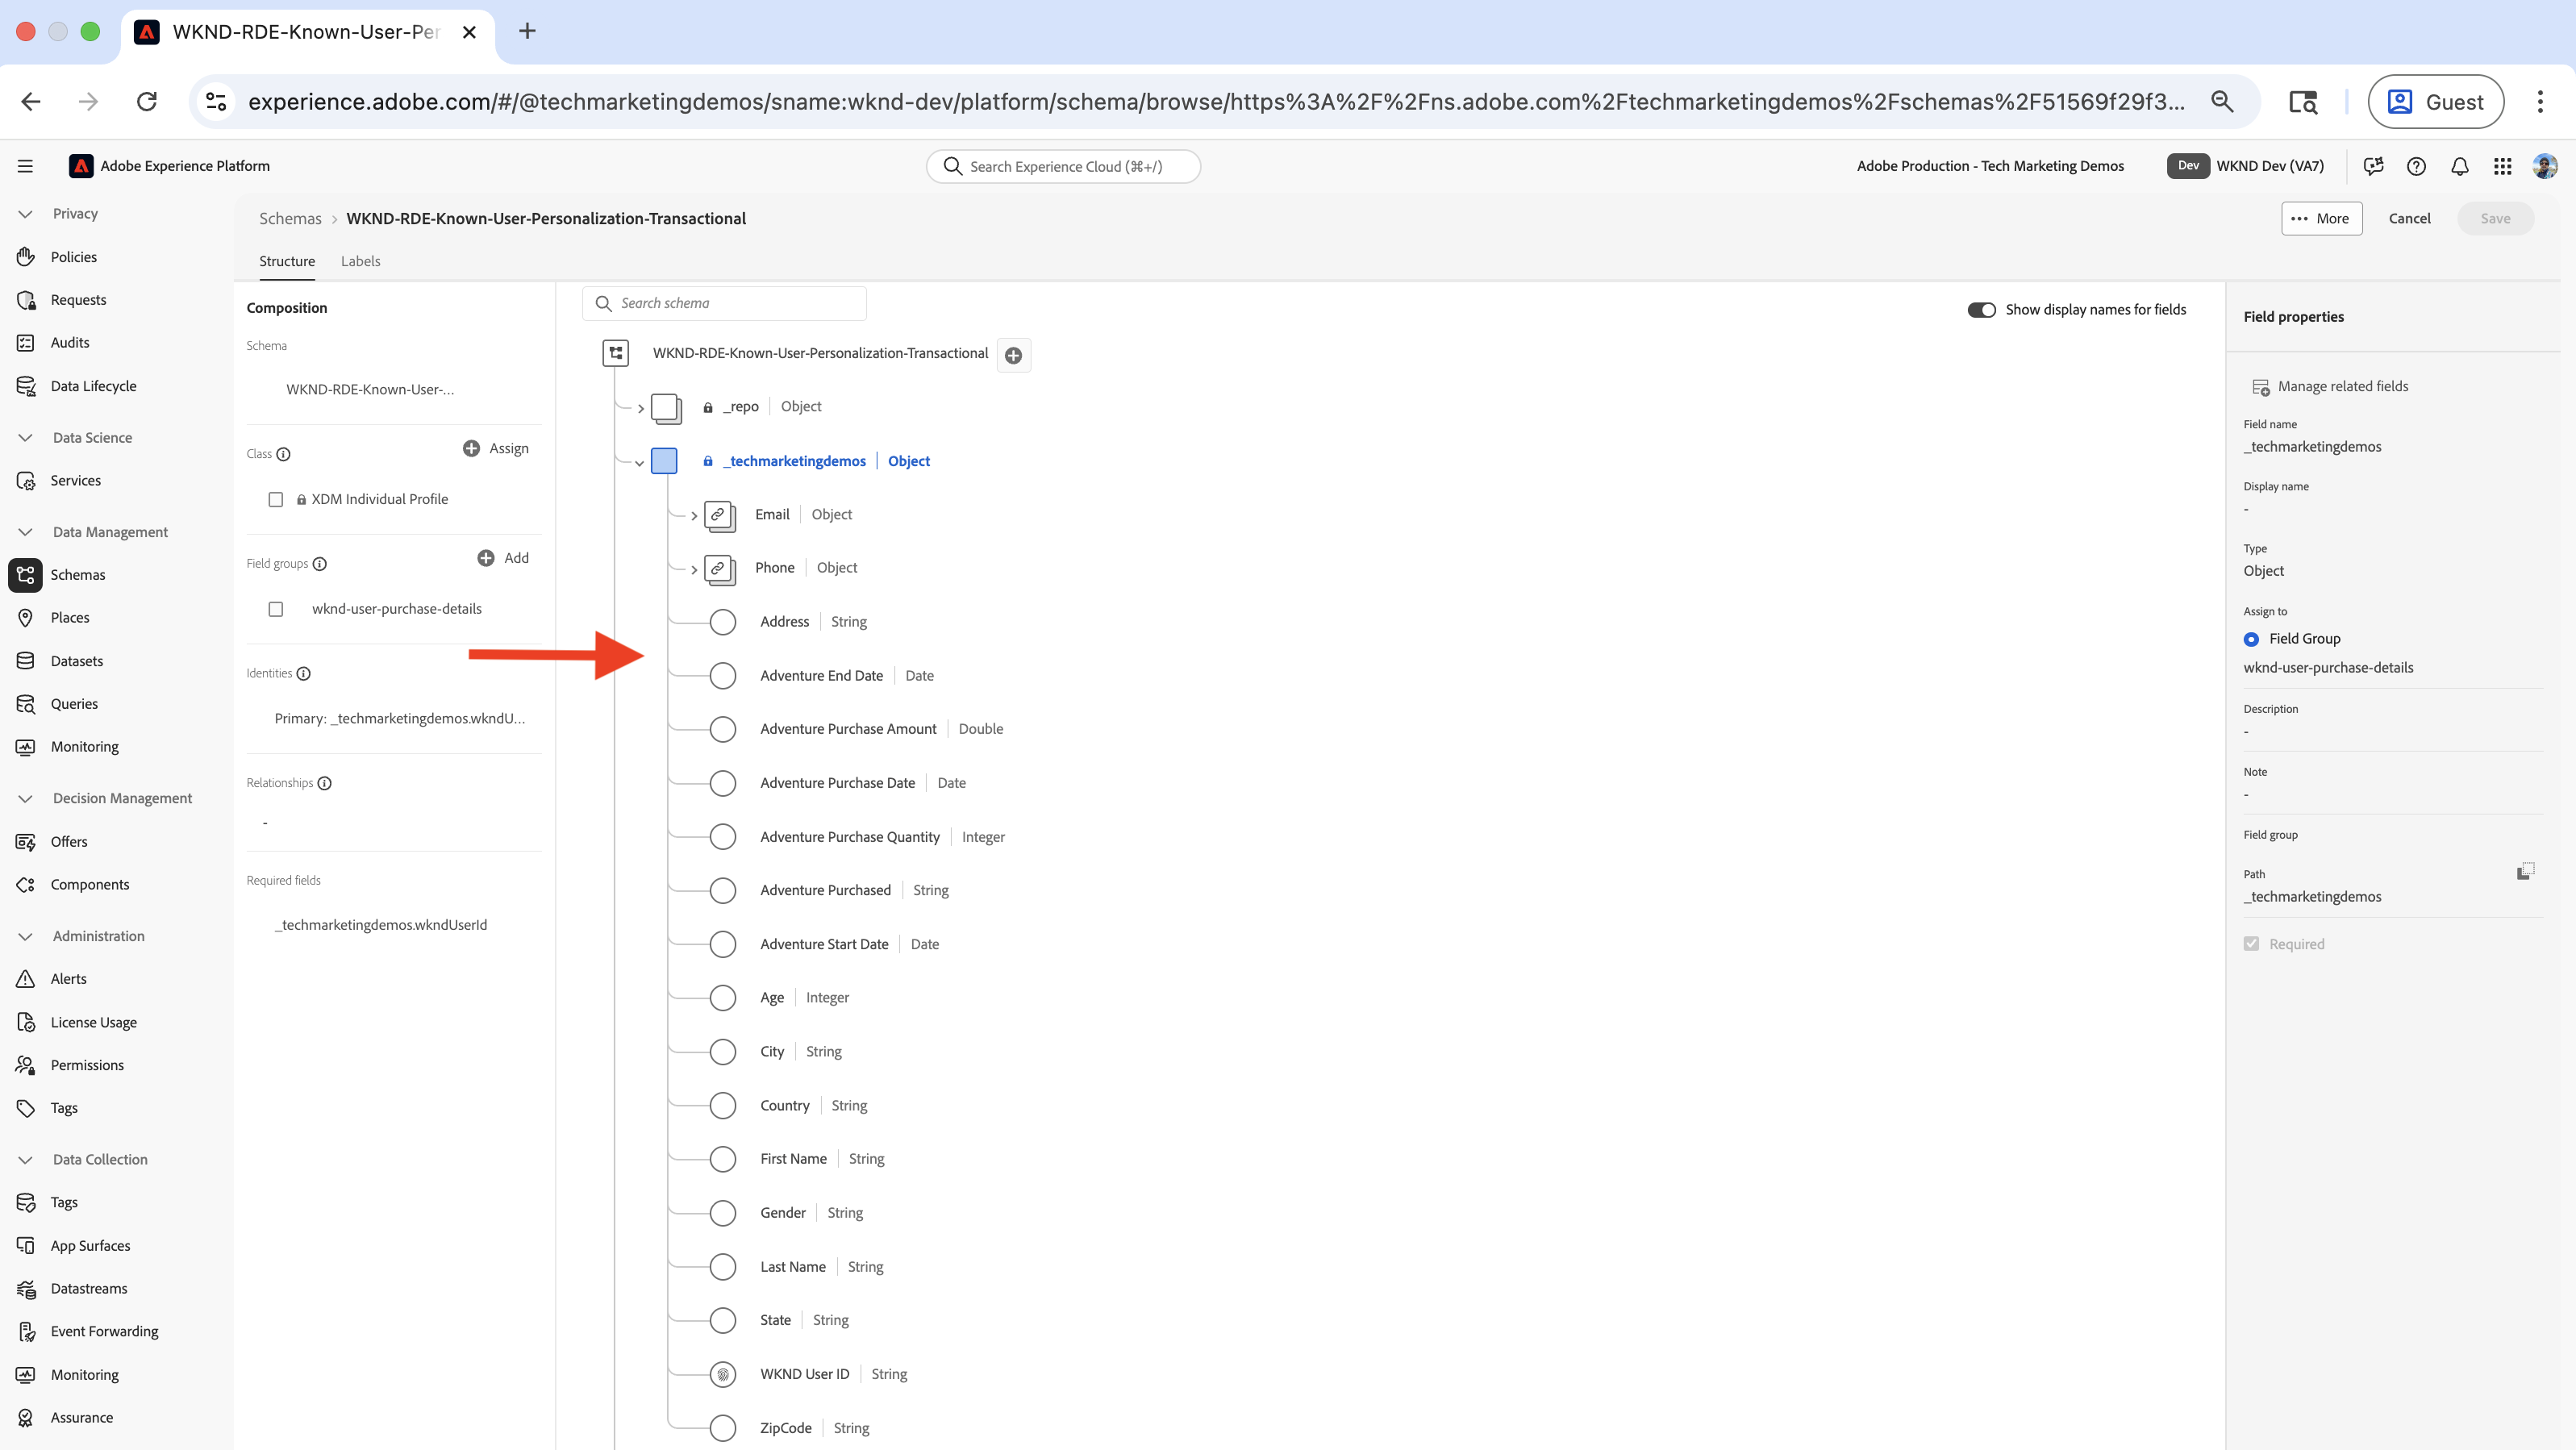 WKND-RDE-Known-User-Per
experience.adobe.com/#/@techmarketingdemos/sname:wknd-dev/platform/schema/browse/https%3A%2F%2Fns.adobe.com%2Ftechmarketingdemos%2Fschemas%2F51569f29f3...
Guest
Adobe Experience Platform
Search Experience Cloud (⌘+/)
Adobe Production - Tech Marketing Demos
Dev
WKND Dev (VA7)
Privacy
Policies
Requests
Audits
Data Lifecycle
Data Science
Services
Data Management
Schemas
Places
Datasets
Queries
Monitoring
Decision Management
Offers
Components
Administration
Alerts
License Usage
Permissions
Tags
Data Collection
Tags
App Surfaces
Datastreams
Event Forwarding
Monitoring
Assurance
Schemas > WKND-RDE-Known-User-Personalization-Transactional
More
Cancel
Save
Structure
Labels
Composition
Schema
WKND-RDE-Known-User-...
Class
Assign
XDM Individual Profile
Field groups
Add
wknd-user-purchase-details
Identities
Primary: _techmarketingdemos.wkndU...
Relationships
-
Required fields
_techmarketingdemos.wkndUserId
Search schema
Show display names for fields
WKND-RDE-Known-User-Personalization-Transactional
_repo | Object
_techmarketingdemos | Object
Email | Object
Phone | Object
Address | String
Adventure End Date | Date
Adventure Purchase Amount | Double
Adventure Purchase Date | Date
Adventure Purchase Quantity | Integer
Adventure Purchased | String
Adventure Start Date | Date
Age | Integer
City | String
Country | String
First Name | String
Gender | String
Last Name | String
State | String
WKND User ID | String
ZipCode | String
Field properties
Manage related fields
Field name
_techmarketingdemos
Display name
-
Type
Object
Assign to
Field Group
wknd-user-purchase-details
Description
-
Note
-
Field group
Path
_techmarketingdemos
Required